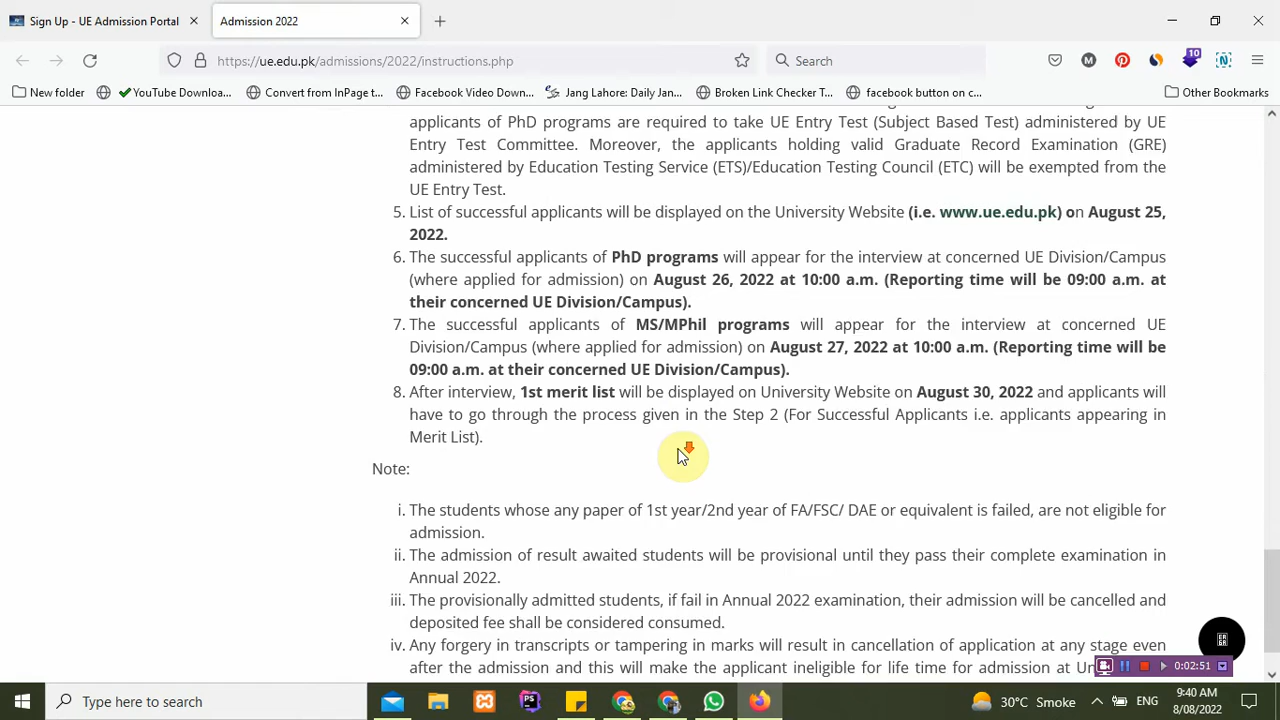 Sign Up - UE Admission Portal
Admission 2022
https://ue.edu.pk/admissions/2022/instructions.php
Search
M
10
N
New folder
YouTube Downloa...
Convert from InPage t...
Facebook Video Down...
Jang Lahore: Daily Jan...
Broken Link Checker T...
facebook button on c...
Other Bookmarks
applicants of PhD programs are required to take UE Entry Test (Subject Based Test) administered by UE
Entry Test Committee. Moreover, the applicants holding valid Graduate Record Examination (GRE)
administered by Education Testing Service (ETS)/Education Testing Council (ETC) will be exempted from the
UE Entry Test.
5. List of successful applicants will be displayed on the University Website (i.e. www.ue.edu.pk) on August 25,
2022.
6. The successful applicants of PhD programs will appear for the interview at concerned UE Division/Campus
(where applied for admission) on August 26, 2022 at 10:00 a.m. (Reporting time will be 09:00 a.m. at
their concerned UE Division/Campus).
7. The successful applicants of MS/MPhil programs will appear for the interview at concerned UE
Division/Campus (where applied for admission) on August 27, 2022 at 10:00 a.m. (Reporting time will be
09:00 a.m. at their concerned UE Division/Campus).
8. After interview, 1st merit list will be displayed on University Website on August 30, 2022 and applicants will
have to go through the process given in the Step 2 (For Successful Applicants i.e. applicants appearing in
Merit List).
Note:
i. The students whose any paper of 1st year/2nd year of FA/FSC/ DAE or equivalent is failed, are not eligible for
admission.
ii. The admission of result awaited students will be provisional until they pass their complete examination in
Annual 2022.
iii. The provisionally admitted students, if fail in Annual 2022 examination, their admission will be cancelled and
deposited fee shall be considered consumed.
iv. Any forgery in transcripts or tampering in marks will result in cancellation of application at any stage even
after the admission and this will make the applicant ineligible for life time for admission at
0:02:51
Type here to search
30°C Smoke
ENG
9:40 AM
8/08/2022